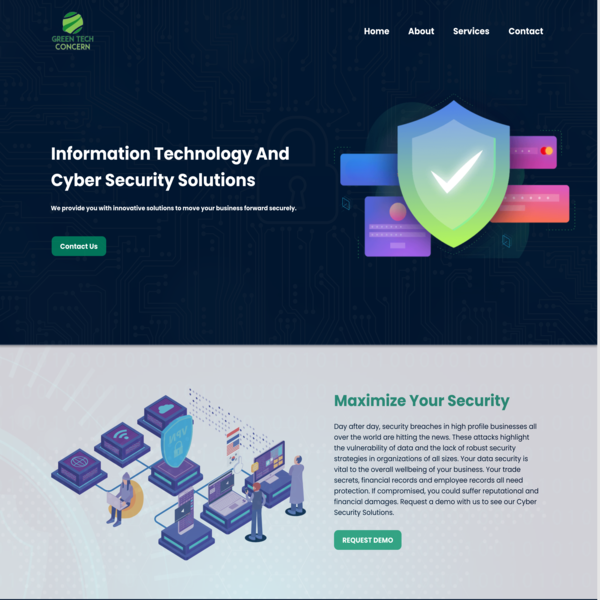 GREEN TECH
CONCERN
Home About Services Contact
Information Technology And
Cyber Security Solutions
We provide you with innovative solutions to move your business forward securely.
Contact Us
Maximize Your Security
Day after day, security breaches in high profile businesses all
over the world are hitting the news. These attacks highlight
the vulnerability of data and the lack of robust security
strategies in organizations of all sizes. Your data security is
vital to the overall wellbeing of your business. Your trade
secrets, financial records and employee records all need
protection. If compromised, you could suffer reputational and
financial damages. Request a demo with us to see our Cyber
Security Solutions.
REQUEST DEMO